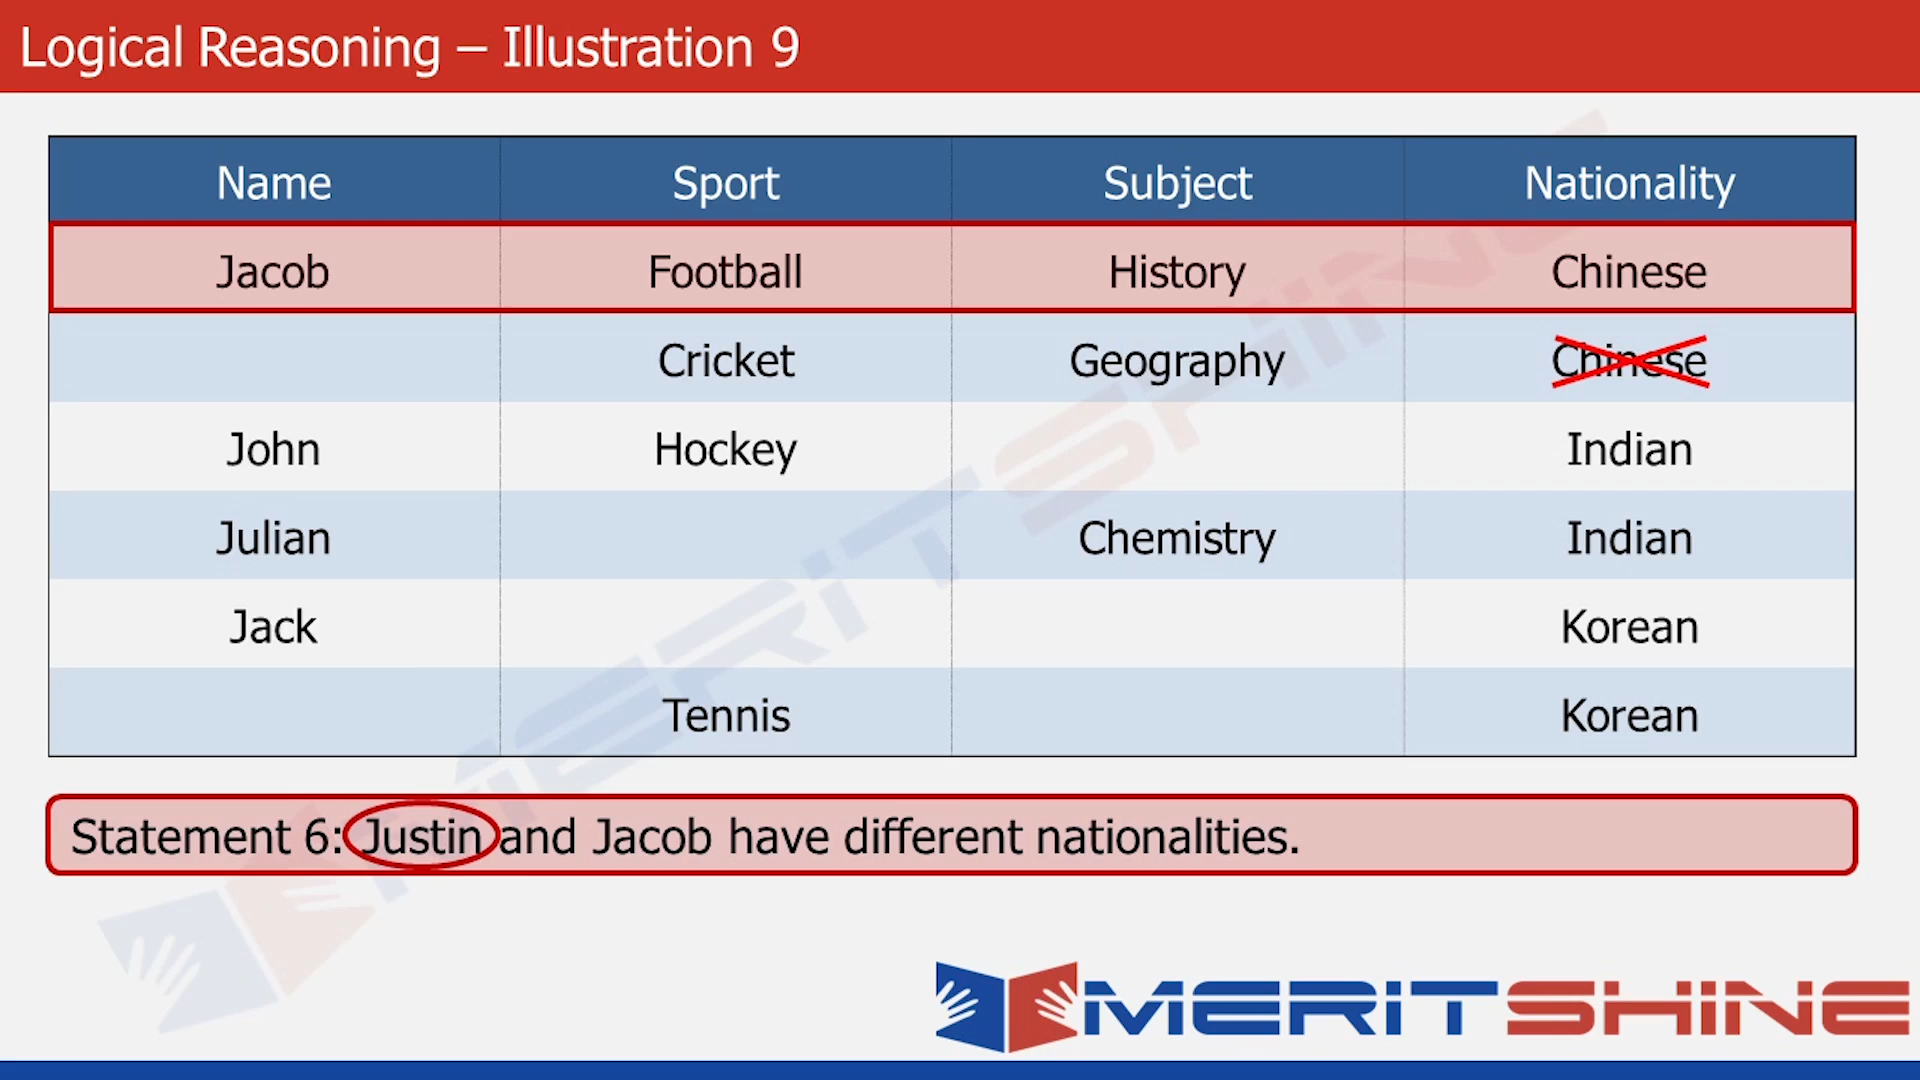 Logical Reasoning – Illustration 9
Name Sport Subject Nationality
Jacob Football History Chinese
Cricket Geography Chinese
John Hockey Indian
Julian Chemistry Indian
Jack Korean
Tennis Korean
Statement 6: Justin and Jacob have different nationalities.
MERITSHINE
MERITSHINE